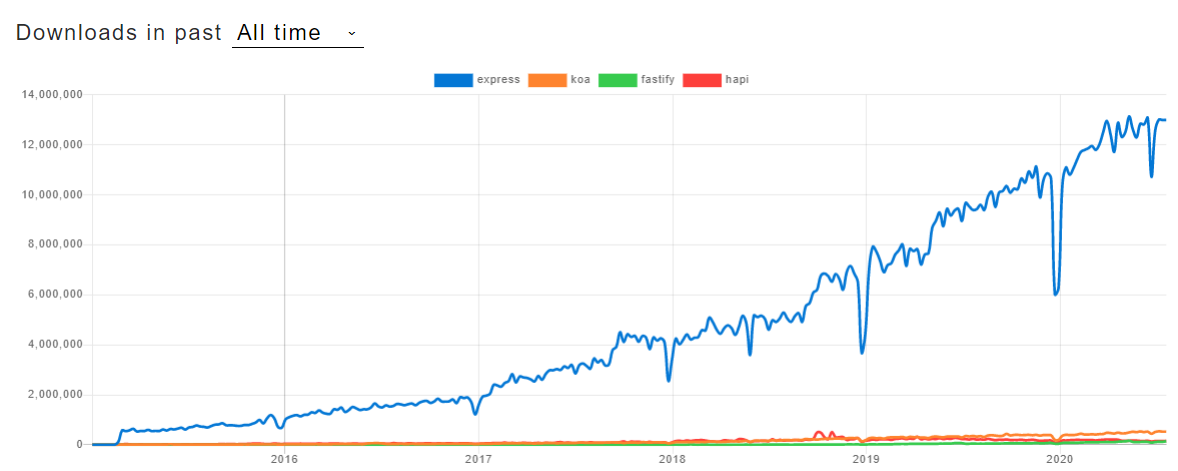 Downloads in past All time
express koa fastify hapi
14,000,000
12,000,000
10,000,000
8,000,000
6,000,000
4,000,000
2,000,000
0
2016 2017 2018 2019 2020